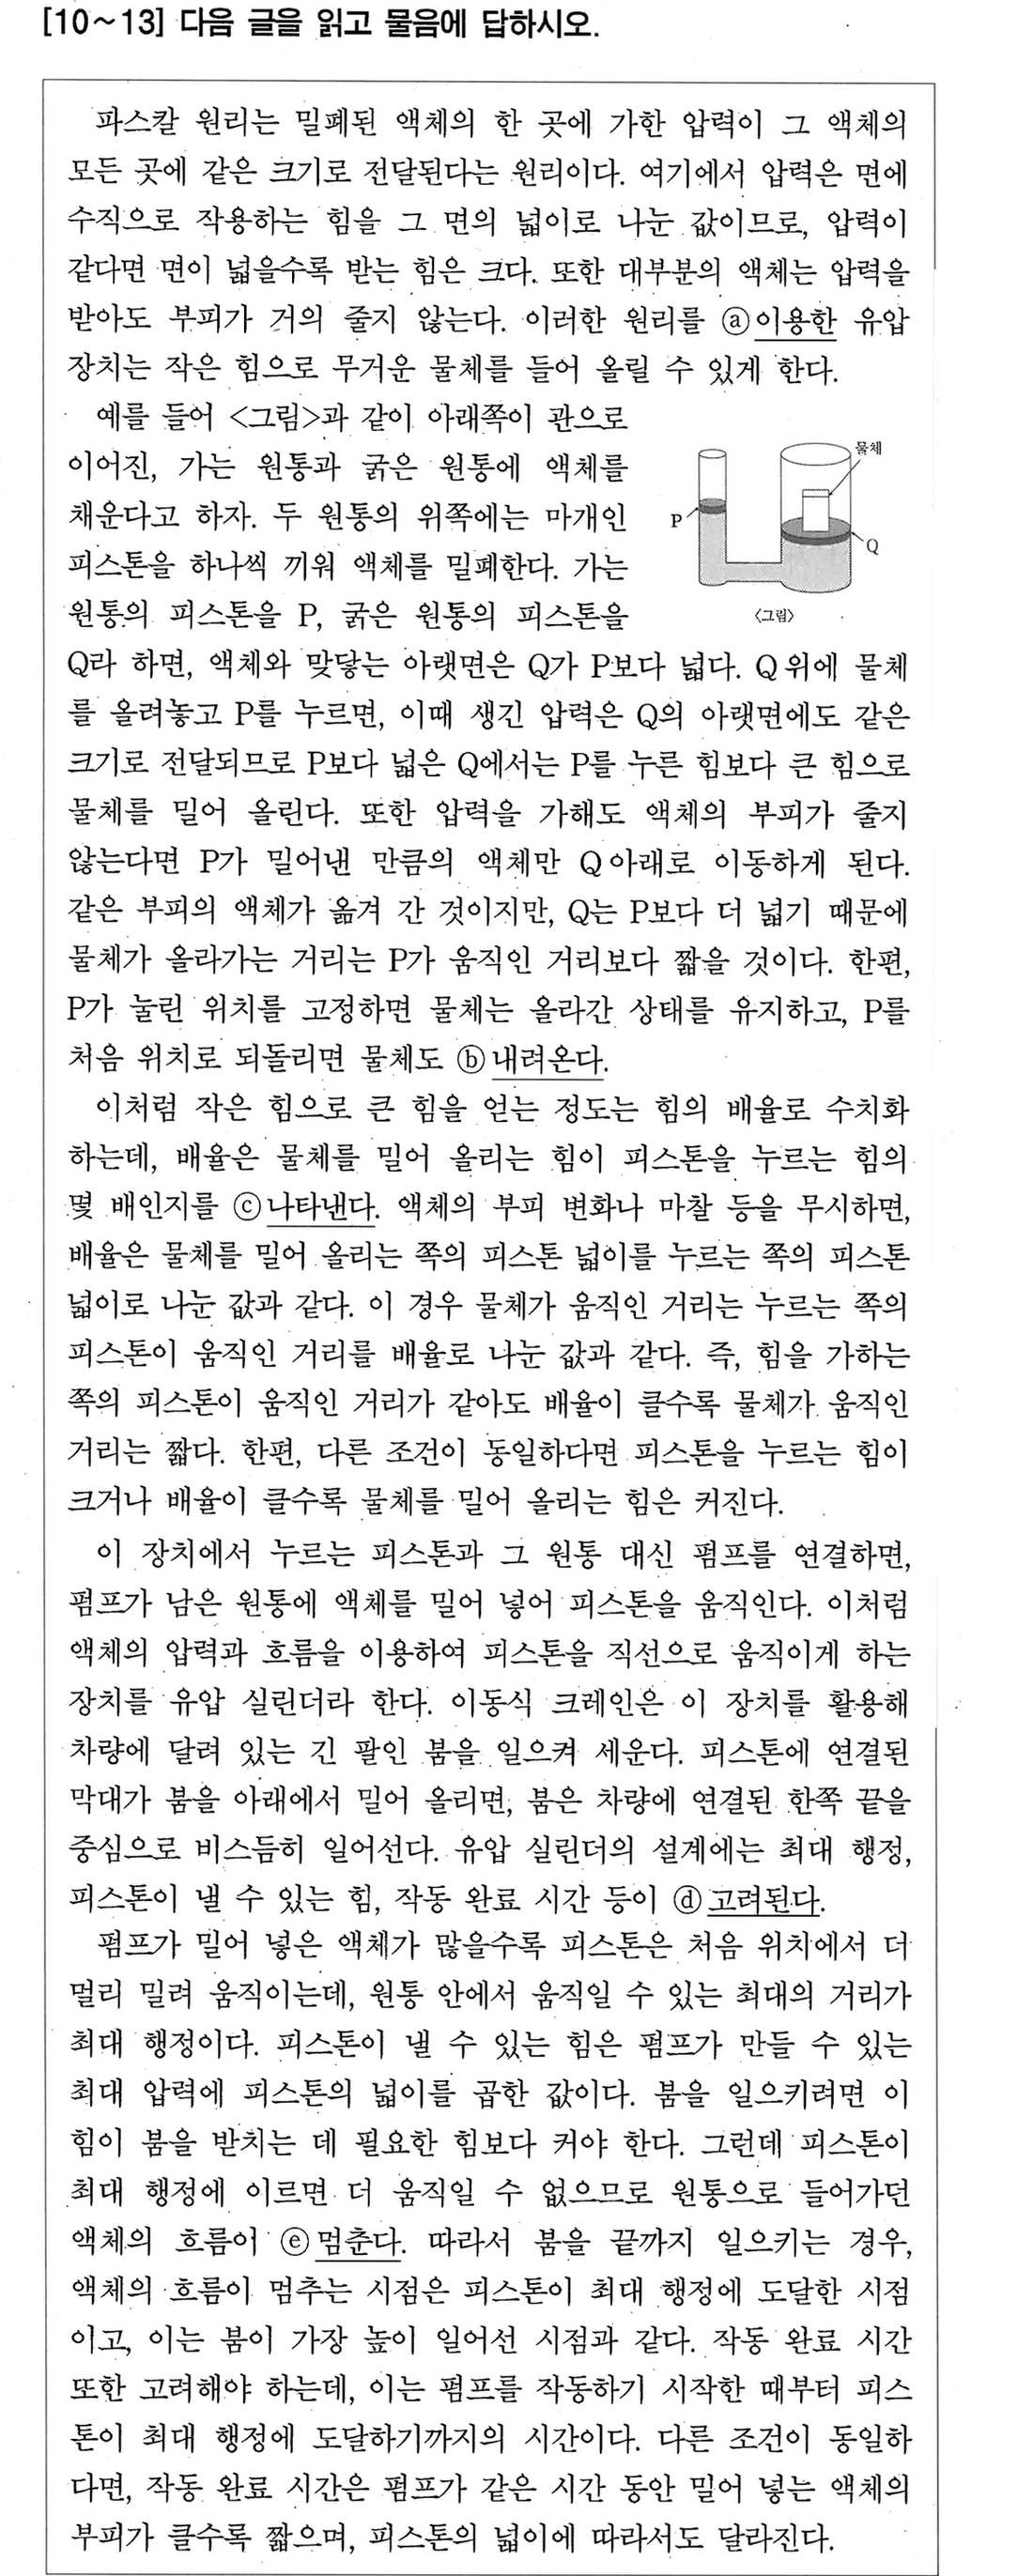 [10~13] 다음 글을 읽고 물음에 답하시오.
파스칼 원리는 밀폐된 액체의 한 곳에 가한 압력이 그 액체의
모든 곳에 같은 크기로 전달된다는 원리이다. 여기에서 압력은 면에
수직으로 작용하는 힘을 그 면의 넓이로 나눈 값이므로, 압력이
같다면 면이 넓을수록 받는 힘은 크다. 또한 대부분의 액체는 압력을
받아도 부피가 거의 줄지 않는다. 이러한 원리를 ⓐ이용한 유압
장치는 작은 힘으로 무거운 물체를 들어 올릴 수 있게 한다.
예를 들어 <그림>과 같이 아래쪽이 관으로
이어진, 가는 원통과 굵은 원통에 액체를
채운다고 하자. 두 원통의 위쪽에는 마개인
피스톤을 하나씩 끼워 액체를 밀폐한다. 가는
원통의 피스톤을 P, 굵은 원통의 피스톤을
물체
P
Q
<그림>
Q라 하면, 액체와 맞닿는 아랫면은 Q가 P보다 넓다. Q 위에 물체
를 올려놓고 P를 누르면, 이때 생긴 압력은 Q의 아랫면에도 같은
크기로 전달되므로 P보다 넓은 Q에서는 P를 누른 힘보다 큰 힘으로
물체를 밀어 올린다. 또한 압력을 가해도 액체의 부피가 줄지
않는다면 P가 밀어낸 만큼의 액체만 Q 아래로 이동하게 된다.
같은 부피의 액체가 옮겨 간 것이지만, Q는 P보다 더 넓기 때문에
물체가 올라가는 거리는 P가 움직인 거리보다 짧을 것이다. 한편,
P가 눌린 위치를 고정하면 물체는 올라간 상태를 유지하고, P를
처음 위치로 되돌리면 물체도 ⓑ내려온다.
이처럼 작은 힘으로 큰 힘을 얻는 정도는 힘의 배율로 수치화
하는데, 배율은 물체를 밀어 올리는 힘이 피스톤을 누르는 힘의
몇 배인지를 ⓒ나타낸다. 액체의 부피 변화나 마찰 등을 무시하면,
배율은 물체를 밀어 올리는 쪽의 피스톤 넓이를 누르는 쪽의 피스톤
넓이로 나눈 값과 같다. 이 경우 물체가 움직인 거리는 누르는 쪽의
피스톤이 움직인 거리를 배율로 나눈 값과 같다. 즉, 힘을 가하는
쪽의 피스톤이 움직인 거리가 같아도 배율이 클수록 물체가 움직인
거리는 짧다. 한편, 다른 조건이 동일하다면 피스톤을 누르는 힘이
크거나 배율이 클수록 물체를 밀어 올리는 힘은 커진다.
이 장치에서 누르는 피스톤과 그 원통 대신 펌프를 연결하면,
펌프가 남은 원통에 액체를 밀어 넣어 피스톤을 움직인다. 이처럼
액체의 압력과 흐름을 이용하여 피스톤을 직선으로 움직이게 하는
장치를 유압 실린더라 한다. 이동식 크레인은 이 장치를 활용해
차량에 달려 있는 긴 팔인 붐을 일으켜 세운다. 피스톤에 연결된
막대가 붐을 아래에서 밀어 올리면, 붐은 차량에 연결된 한쪽 끝을
중심으로 비스듬히 일어선다. 유압 실린더의 설계에는 최대 행정,
피스톤이 낼 수 있는 힘, 작동 완료 시간 등이 ⓓ고려된다.
펌프가 밀어 넣은 액체가 많을수록 피스톤은 처음 위치에서 더
멀리 밀려 움직이는데, 원통 안에서 움직일 수 있는 최대의 거리가
최대 행정이다. 피스톤이 낼 수 있는 힘은 펌프가 만들 수 있는
최대 압력에 피스톤의 넓이를 곱한 값이다. 붐을 일으키려면 이
힘이 붐을 받치는 데 필요한 힘보다 커야 한다. 그런데 피스톤이
최대 행정에 이르면 더 움직일 수 없으므로 원통으로 들어가던
액체의 흐름이 ⓔ멈춘다. 따라서 붐을 끝까지 일으키는 경우,
액체의 흐름이 멈추는 시점은 피스톤이 최대 행정에 도달한 시점
이고, 이는 붐이 가장 높이 일어선 시점과 같다. 작동 완료 시간
또한 고려해야 하는데, 이는 펌프를 작동하기 시작한 때부터 피스
톤이 최대 행정에 도달하기까지의 시간이다. 다른 조건이 동일하
다면, 작동 완료 시간은 펌프가 같은 시간 동안 밀어 넣는 액체의
부피가 클수록 짧으며, 피스톤의 넓이에 따라서도 달라진다.